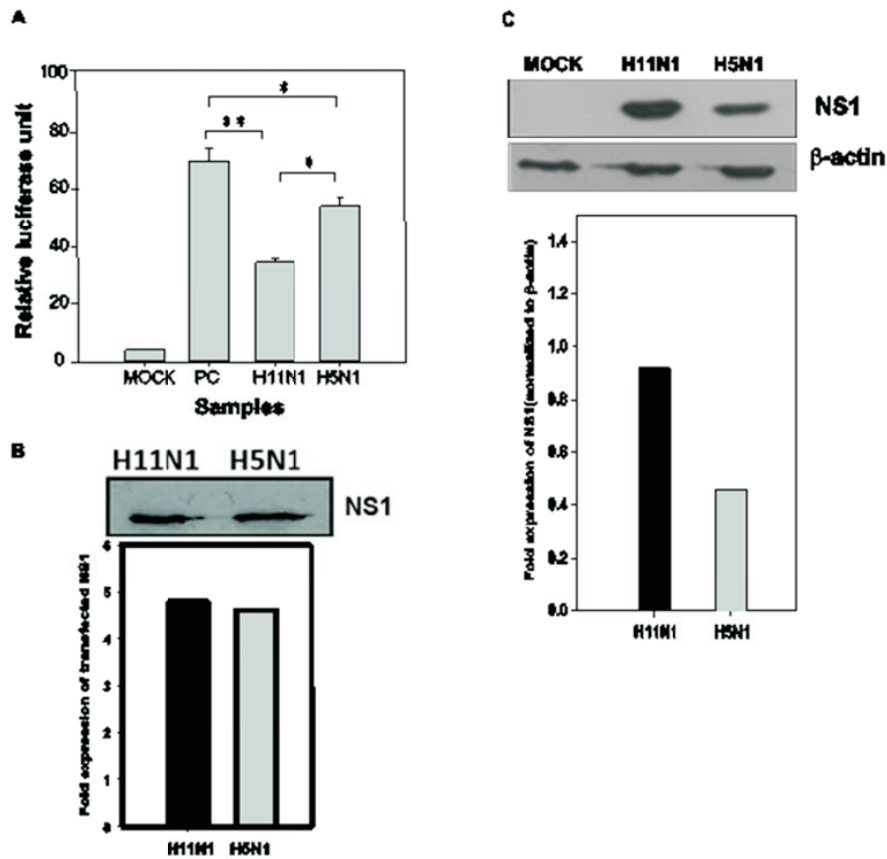 A
100
80
60
40
20
0
Relative luciferase unit
*
**
*
MOCK PC H11N1 H5N1
Samples
B
H11N1 H5N1
NS1
6
5
4
3
2
1
0
Fold expression of transfected NS1
H11N1 H5N1
C
MOCK H11N1 H5N1
NS1
β-actin
1.4
1.2
1.0
0.8
0.6
0.4
0.2
0.0
Fold expression of NS1(normalized to β-actin)
H11N1 H5N1